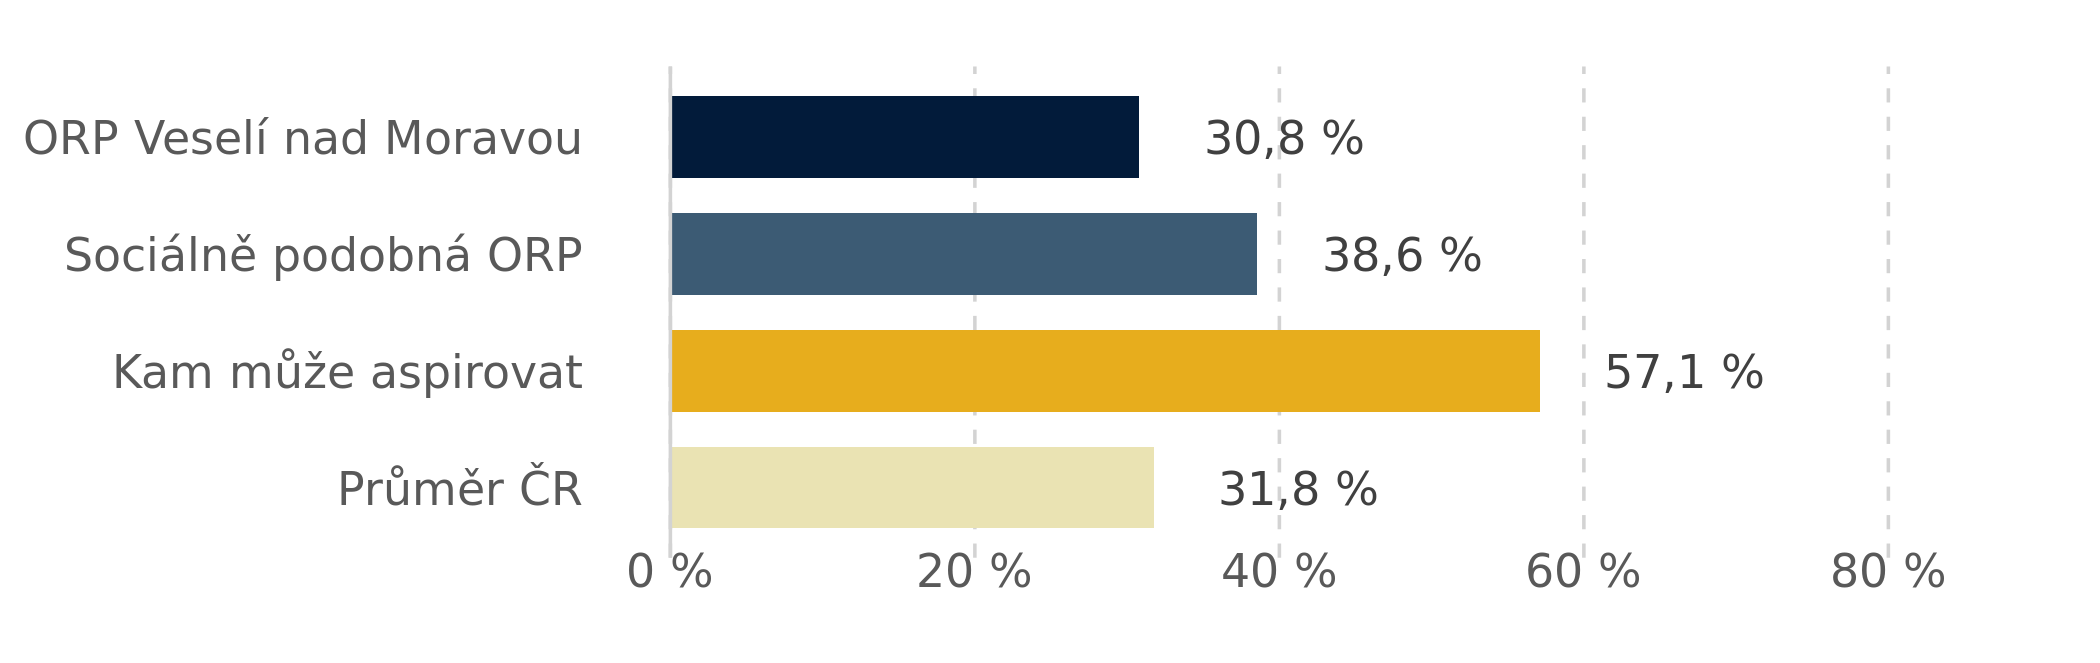 ORP Veselí nad Moravou
30,8 %
Sociálně podobná ORP
38,6 %
Kam může aspirovat
57,1 %
Průměr ČR
31,8 %
0 % 20 % 40 % 60 % 80 %